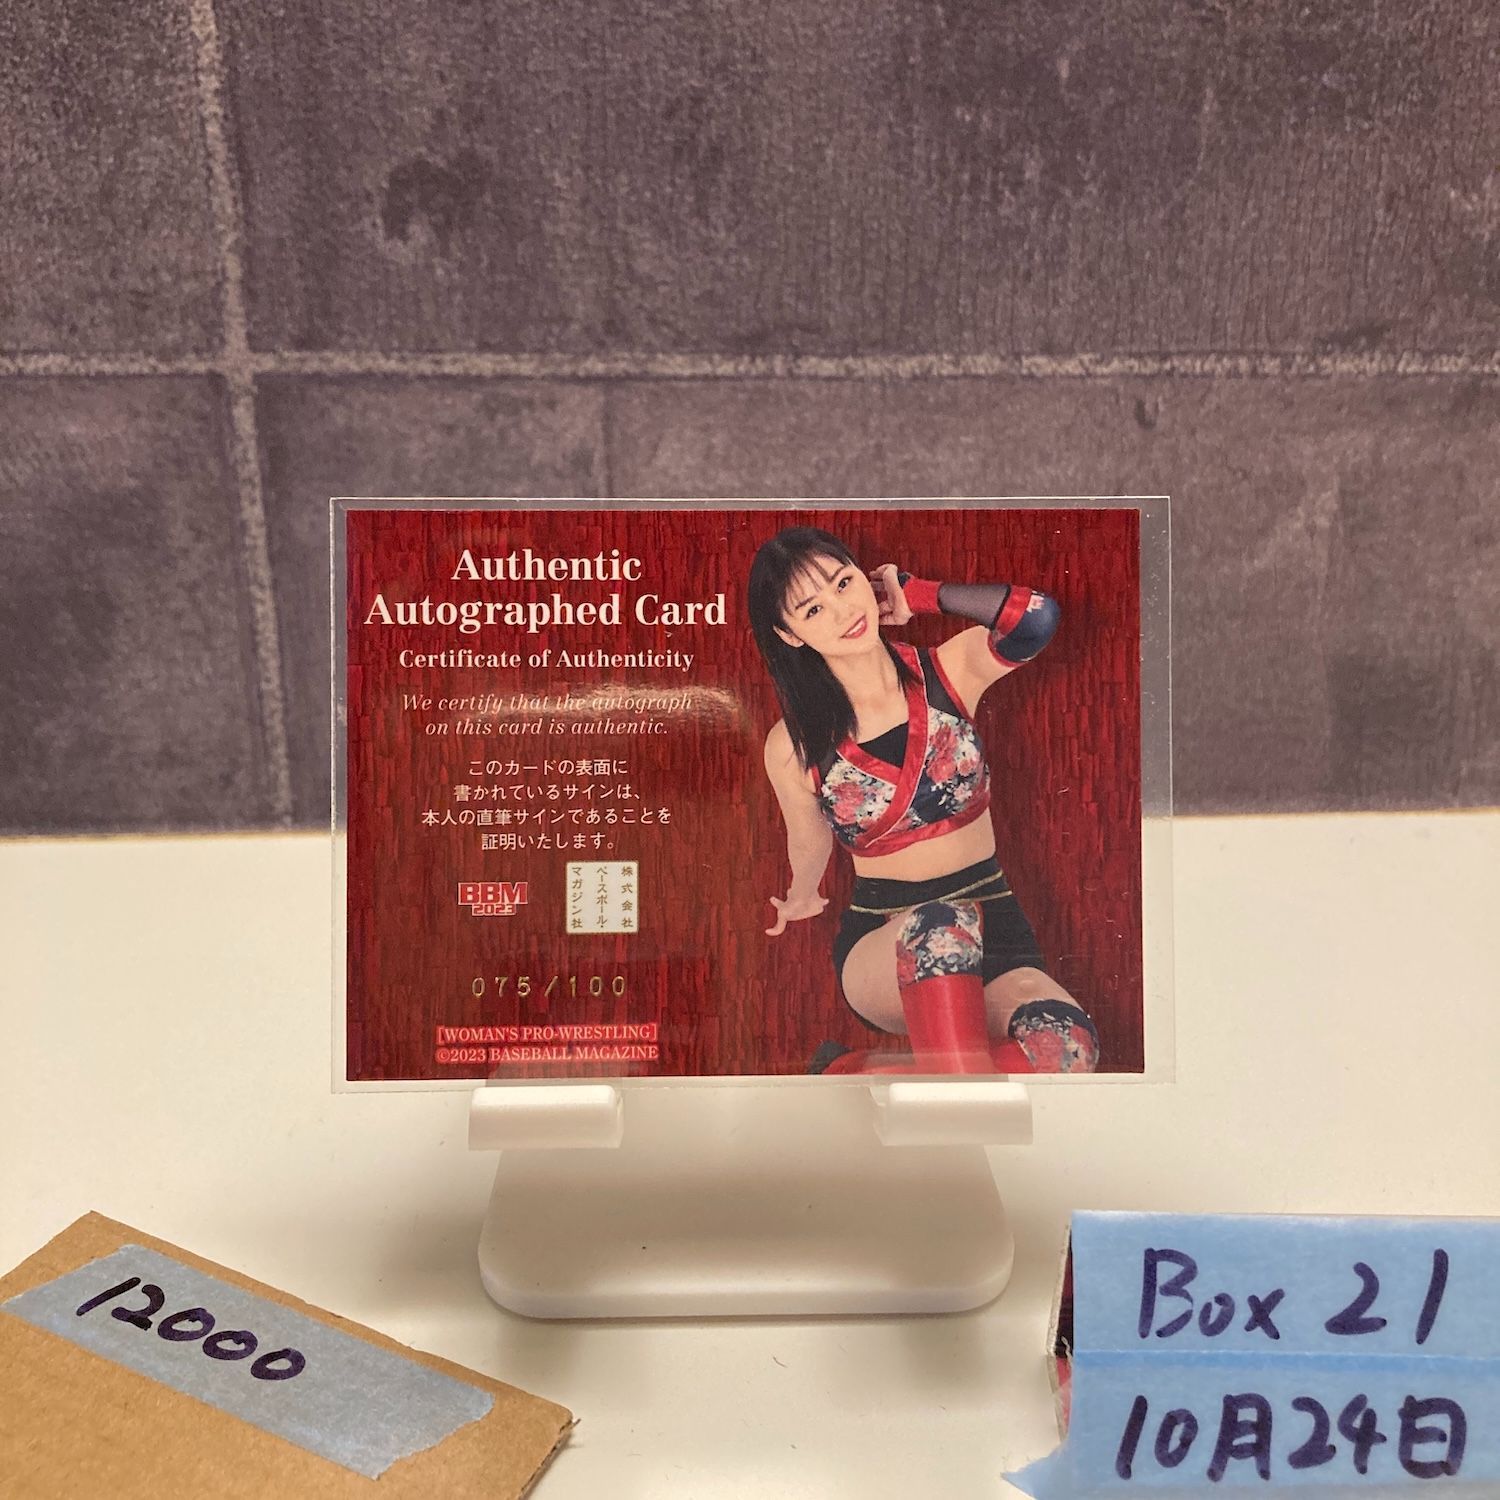 Authentic
Autographed Card
Certificate of Authenticity
We certify that the autograph
on this card is authentic.
このカードの表面に
書かれているサインは、
本人の直筆サインであることを
証明いたします。
BBM
2023
株式会社
ベースボール・
マガジン社
075/100
[WOMAN'S PRO-WRESTLING]
©2023 BASEBALL MAGAZINE
12000
Box 21
10月24日